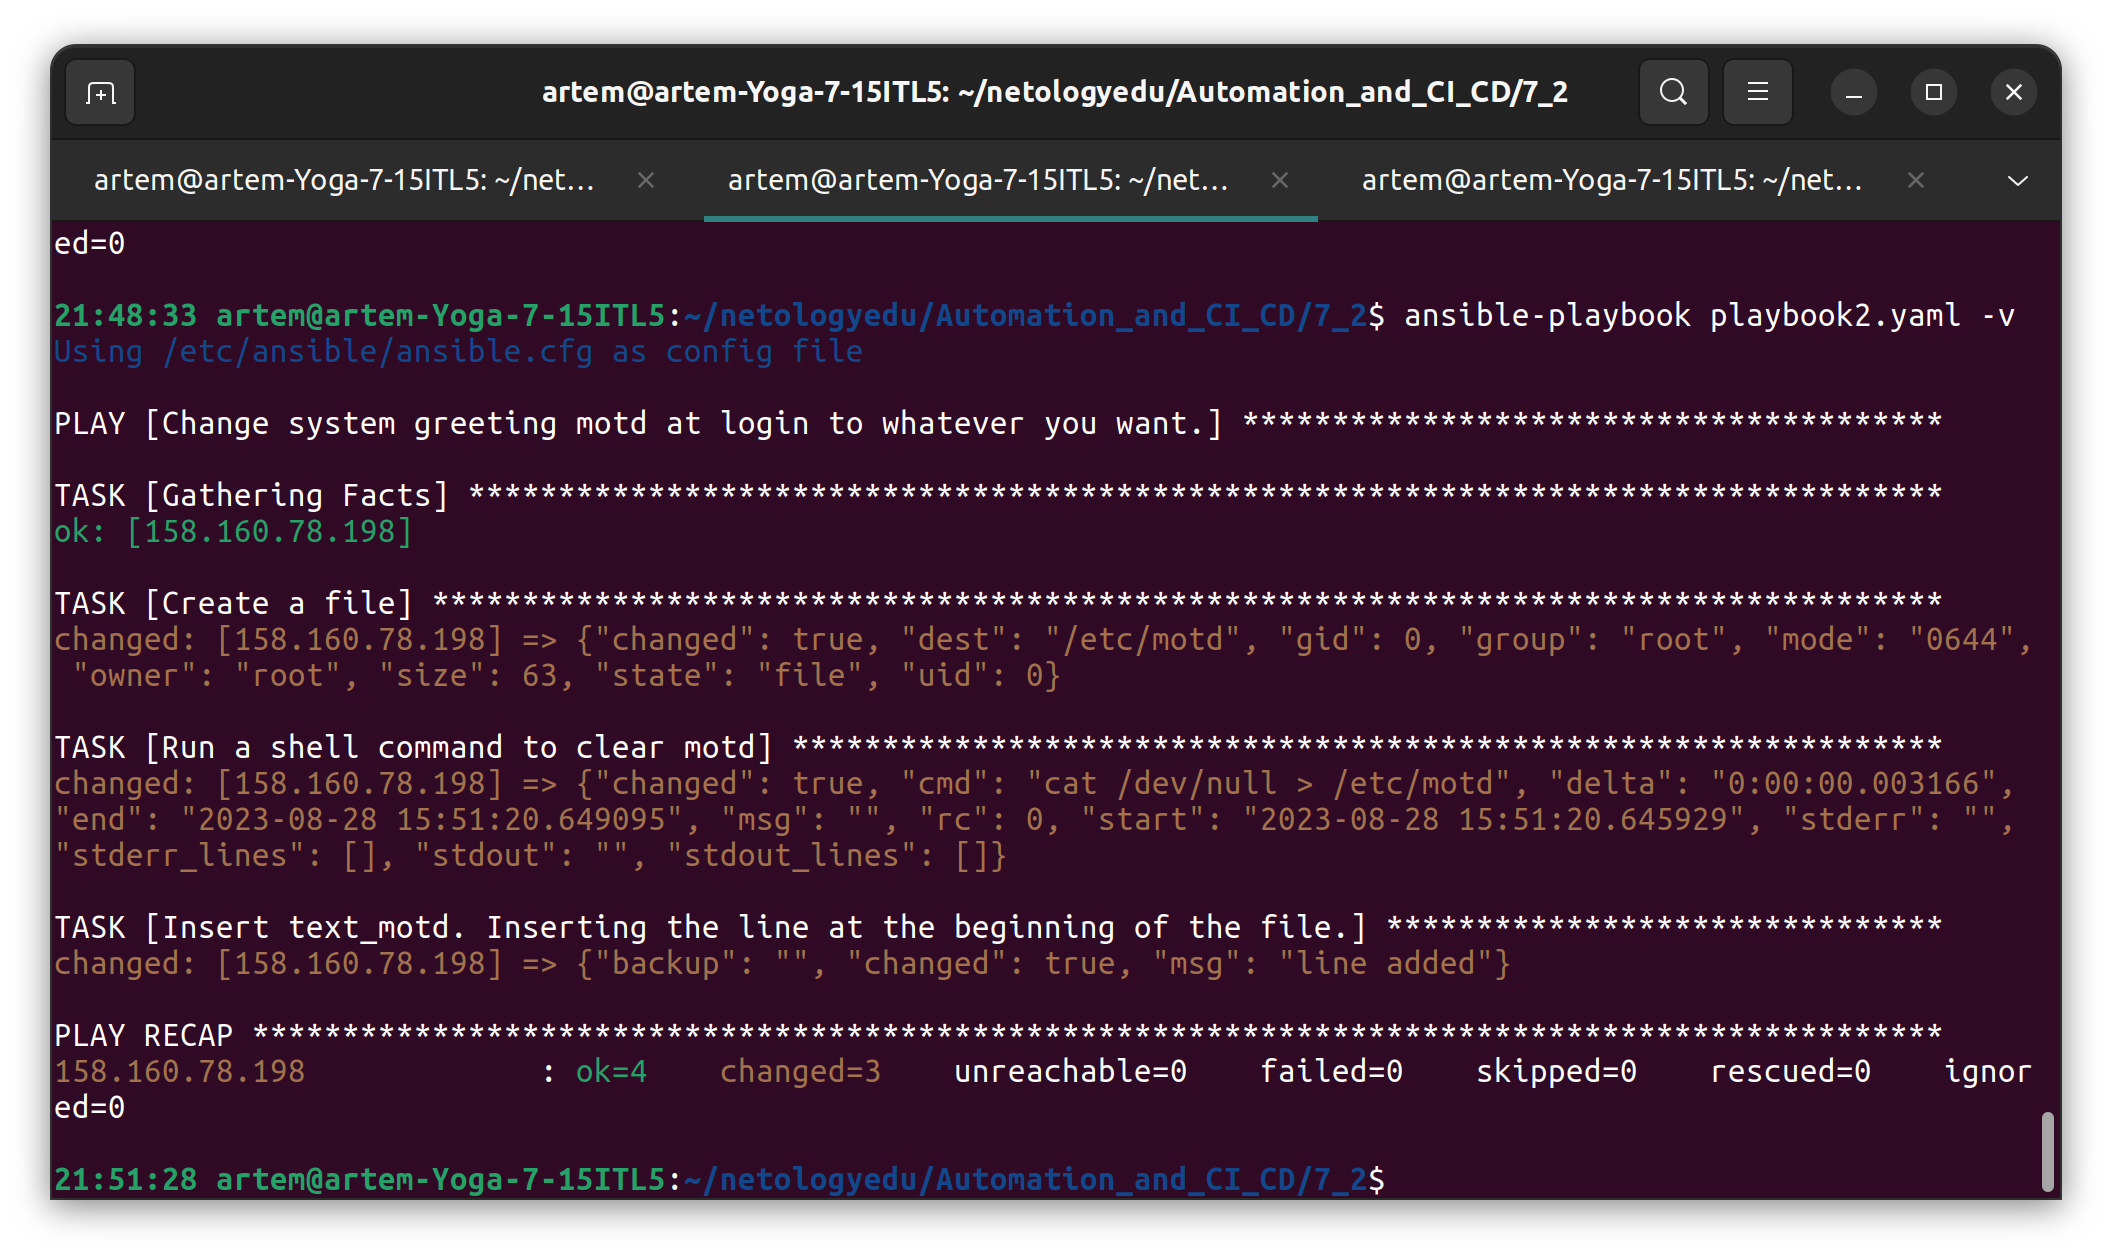 artem@artem-Yoga-7-15ITL5: ~/netologyedu/Automation_and_CI_CD/7_2
artem@artem-Yoga-7-15ITL5: ~/net... artem@artem-Yoga-7-15ITL5: ~/net... artem@artem-Yoga-7-15ITL5: ~/net...
ed=0
21:48:33 artem@artem-Yoga-7-15ITL5:~/netologyedu/Automation_and_CI_CD/7_2$ ansible-playbook playbook2.yaml -v
Using /etc/ansible/ansible.cfg as config file
PLAY [Change system greeting motd at login to whatever you want.] ***************************************
TASK [Gathering Facts] **********************************************************************************
ok: [158.160.78.198]
TASK [Create a file] ************************************************************************************
changed: [158.160.78.198] => {"changed": true, "dest": "/etc/motd", "gid": 0, "group": "root", "mode": "0644",
 "owner": "root", "size": 63, "state": "file", "uid": 0}
TASK [Run a shell command to clear motd] ****************************************************************
changed: [158.160.78.198] => {"changed": true, "cmd": "cat /dev/null > /etc/motd", "delta": "0:00:00.003166",
"end": "2023-08-28 15:51:20.649095", "msg": "", "rc": 0, "start": "2023-08-28 15:51:20.645929", "stderr": "",
"stderr_lines": [], "stdout": "", "stdout_lines": []}
TASK [Insert text_motd. Inserting the line at the beginning of the file.] *******************************
changed: [158.160.78.198] => {"backup": "", "changed": true, "msg": "line added"}
PLAY RECAP **********************************************************************************************
158.160.78.198             : ok=4    changed=3    unreachable=0    failed=0    skipped=0    rescued=0    ignor
ed=0
21:51:28 artem@artem-Yoga-7-15ITL5:~/netologyedu/Automation_and_CI_CD/7_2$